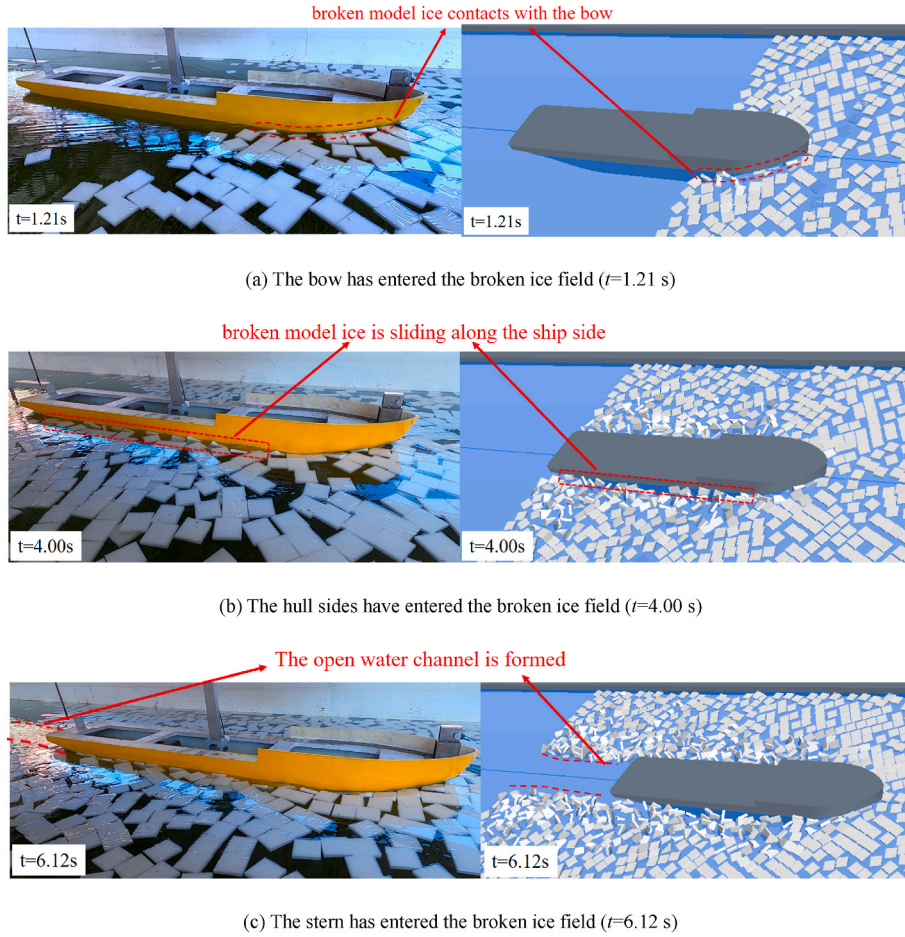 broken model ice contacts with the bow
t=1.21s
t=1.21s
(a) The bow has entered the broken ice field (t=1.21 s)
broken model ice is sliding along the ship side
t=4.00s
t=4.00s
(b) The hull sides have entered the broken ice field (t=4.00 s)
The open water channel is formed
t=6.12s
t=6.12s
(c) The stern has entered the broken ice field (t=6.12 s)